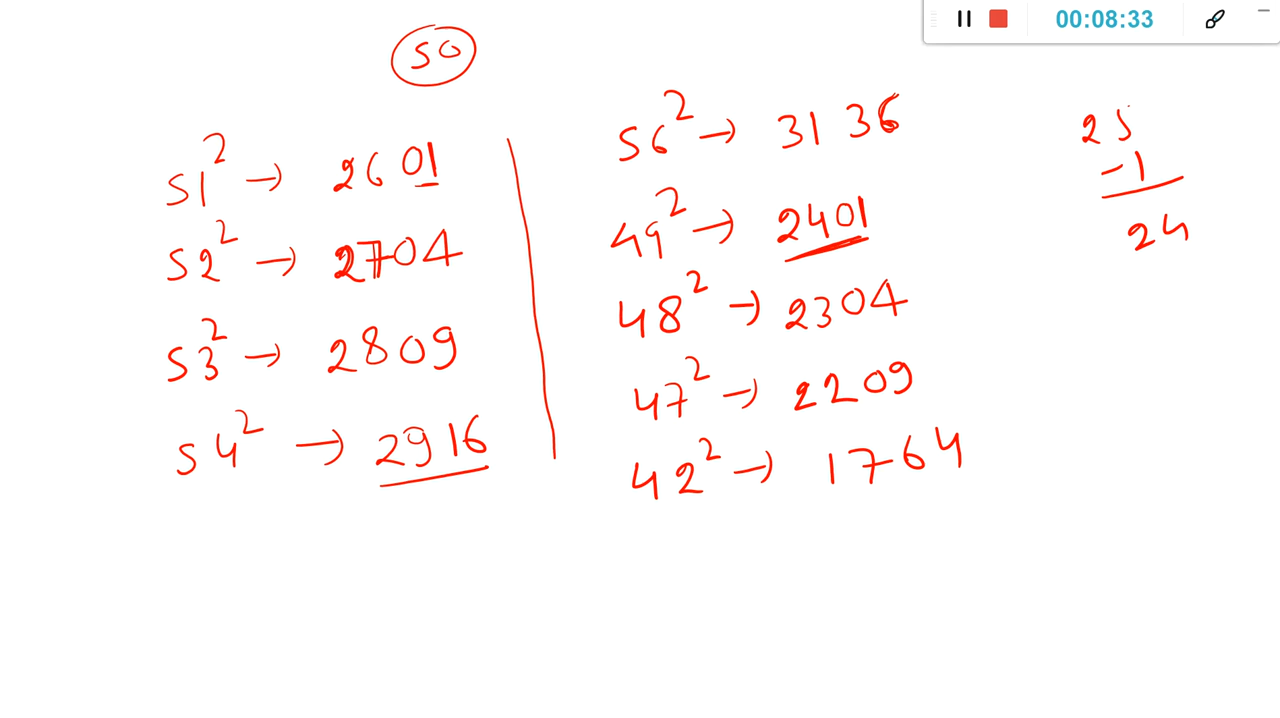 00:08:33
50
51² → 2601
52² → 2704
53² → 2809
54² → 2916
56² → 3136
49² → 2401
48² → 2304
47² → 2209
42² → 1764
25
-1
24